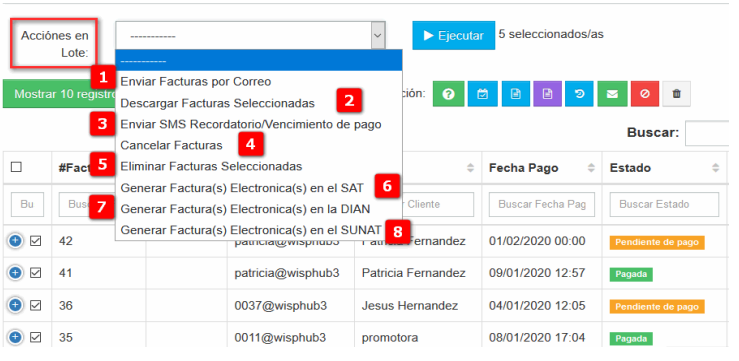 Acciónes en
Lote:
-----------
Ejecutar
5 seleccionados/as
-----------
1 Enviar Facturas por Correo
Descargar Facturas Seleccionadas 2
3 Enviar SMS Recordatorio/Vencimiento de pago
Cancelar Facturas 4
5 Eliminar Facturas Seleccionadas
Generar Factura(s) Electronica(s) en el SAT 6
7 Generar Factura(s) Electronica(s) en la DIAN
Generar Factura(s) Electronica(s) en el SUNAT 8
Mostrar 10 registro
ción:
Buscar:
#Fact
Fecha Pago
Estado
Bu
Cliente
Buscar Fecha Pag
Buscar Estado
42 patricia@wisphub3 Patricia Fernandez 01/02/2020 00:00 Pendiente de pago
41 patricia@wisphub3 Patricia Fernandez 09/01/2020 12:57 Pagada
36 0037@wisphub3 Jesus Hernandez 04/01/2020 12:05 Pendiente de pago
35 0011@wisphub3 promotora 08/01/2020 17:04 Pagada